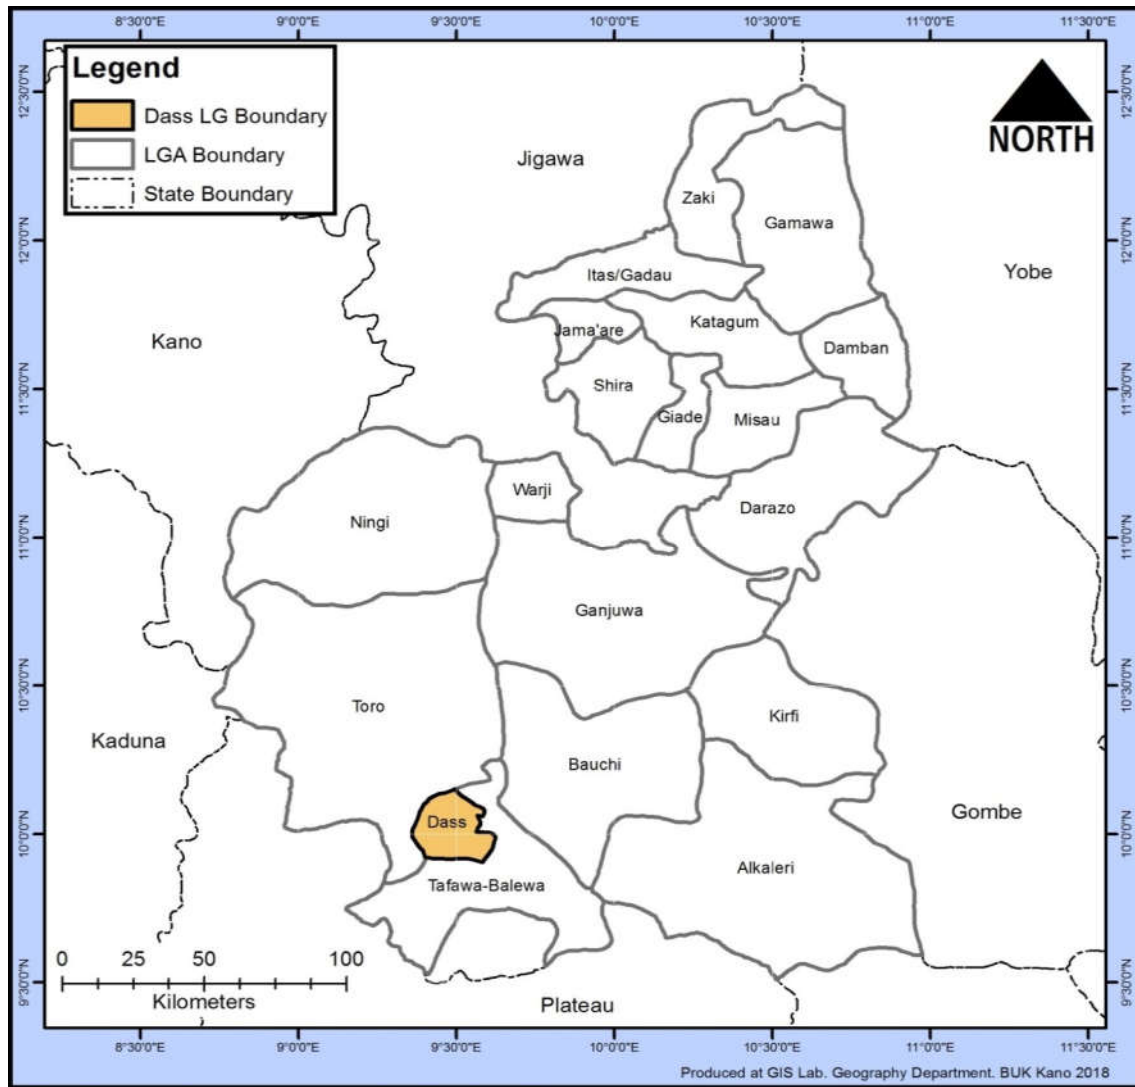 8°30'0"E 9°0'0"E 9°30'0"E 10°0'0"E 10°30'0"E 11°0'0"E 11°30'0"E
Legend
Dass LG Boundary
LGA Boundary
State Boundary
NORTH
12°30'0"N 12°30'0"N
Jigawa
Zaki
Gamawa
12°0'0"N 12°0'0"N
Itas/Gadau
Yobe
Kano
Katagum
Jama'are
Damban
Shira
11°30'0"N 11°30'0"N
Giade
Misau
Warji
Darazo
Ningi
11°0'0"N 11°0'0"N
Ganjuwa
10°30'0"N 10°30'0"N
Toro
Kirfi
Kaduna
Bauchi
Gombe
Dass
10°0'0"N 10°0'0"N
Alkaleri
Tafawa-Balewa
0 25 50 100
Kilometers
9°30'0"N 9°30'0"N
Plateau
8°30'0"E 9°0'0"E 9°30'0"E 10°0'0"E 10°30'0"E 11°0'0"E 11°30'0"E
Produced at GIS Lab. Geography Department. BUK Kano 2018